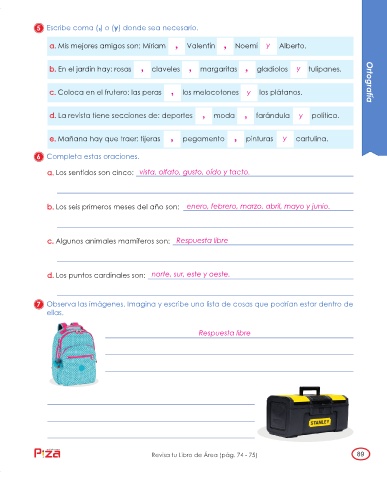 5 Escribe coma (,) o (y) donde sea necesario.
a. Mis mejores amigos son: Miriam , Valentín , Noemí y Alberto.
b. En el jardín hay: rosas , claveles , margaritas , gladiolos y tulipanes.
c. Coloca en el frutero: las peras , los melocotones y los plátanos.
d. La revista tiene secciones de: deportes , moda , farándula y política.
e. Mañana hay que traer: tijeras , pegamento , pinturas y cartulina.
Ortografía
6 Completa estas oraciones.
a. Los sentidos son cinco: vista, olfato, gusto, oído y tacto.
b. Los seis primeros meses del año son: enero, febrero, marzo, abril, mayo y junio.
c. Algunos animales mamíferos son: Respuesta libre
d. Los puntos cardinales son: norte, sur, este y oeste.
7 Observa las imágenes. Imagina y escribe una lista de cosas que podrían estar dentro de
ellas.
Respuesta libre
STANLEY
Pizá
Revisa tu Libro de Área (pág. 74 - 75)
89